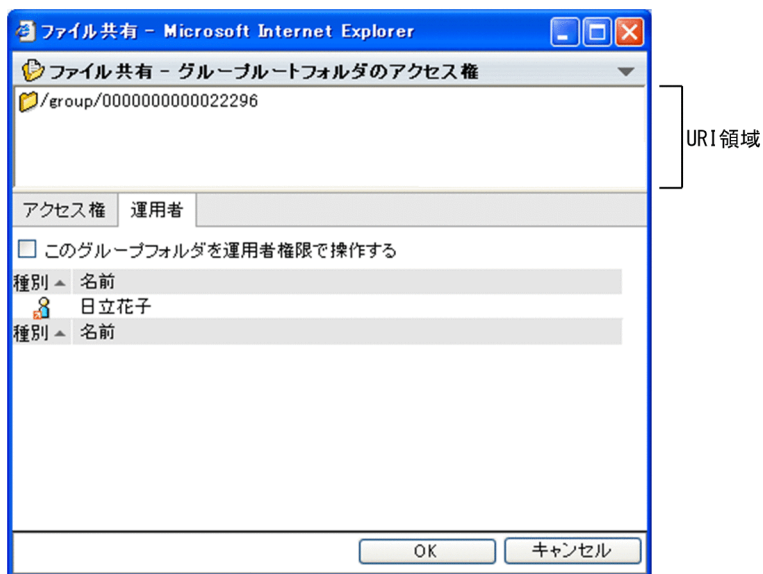 ファイル共有 - Microsoft Internet Explorer
ファイル共有 - グループルートフォルダのアクセス権
/group/0000000000022296
URI領域
アクセス権 運用者
このグループフォルダを運用者権限で操作する
種別 名前
日立花子
種別 名前
OK キャンセル